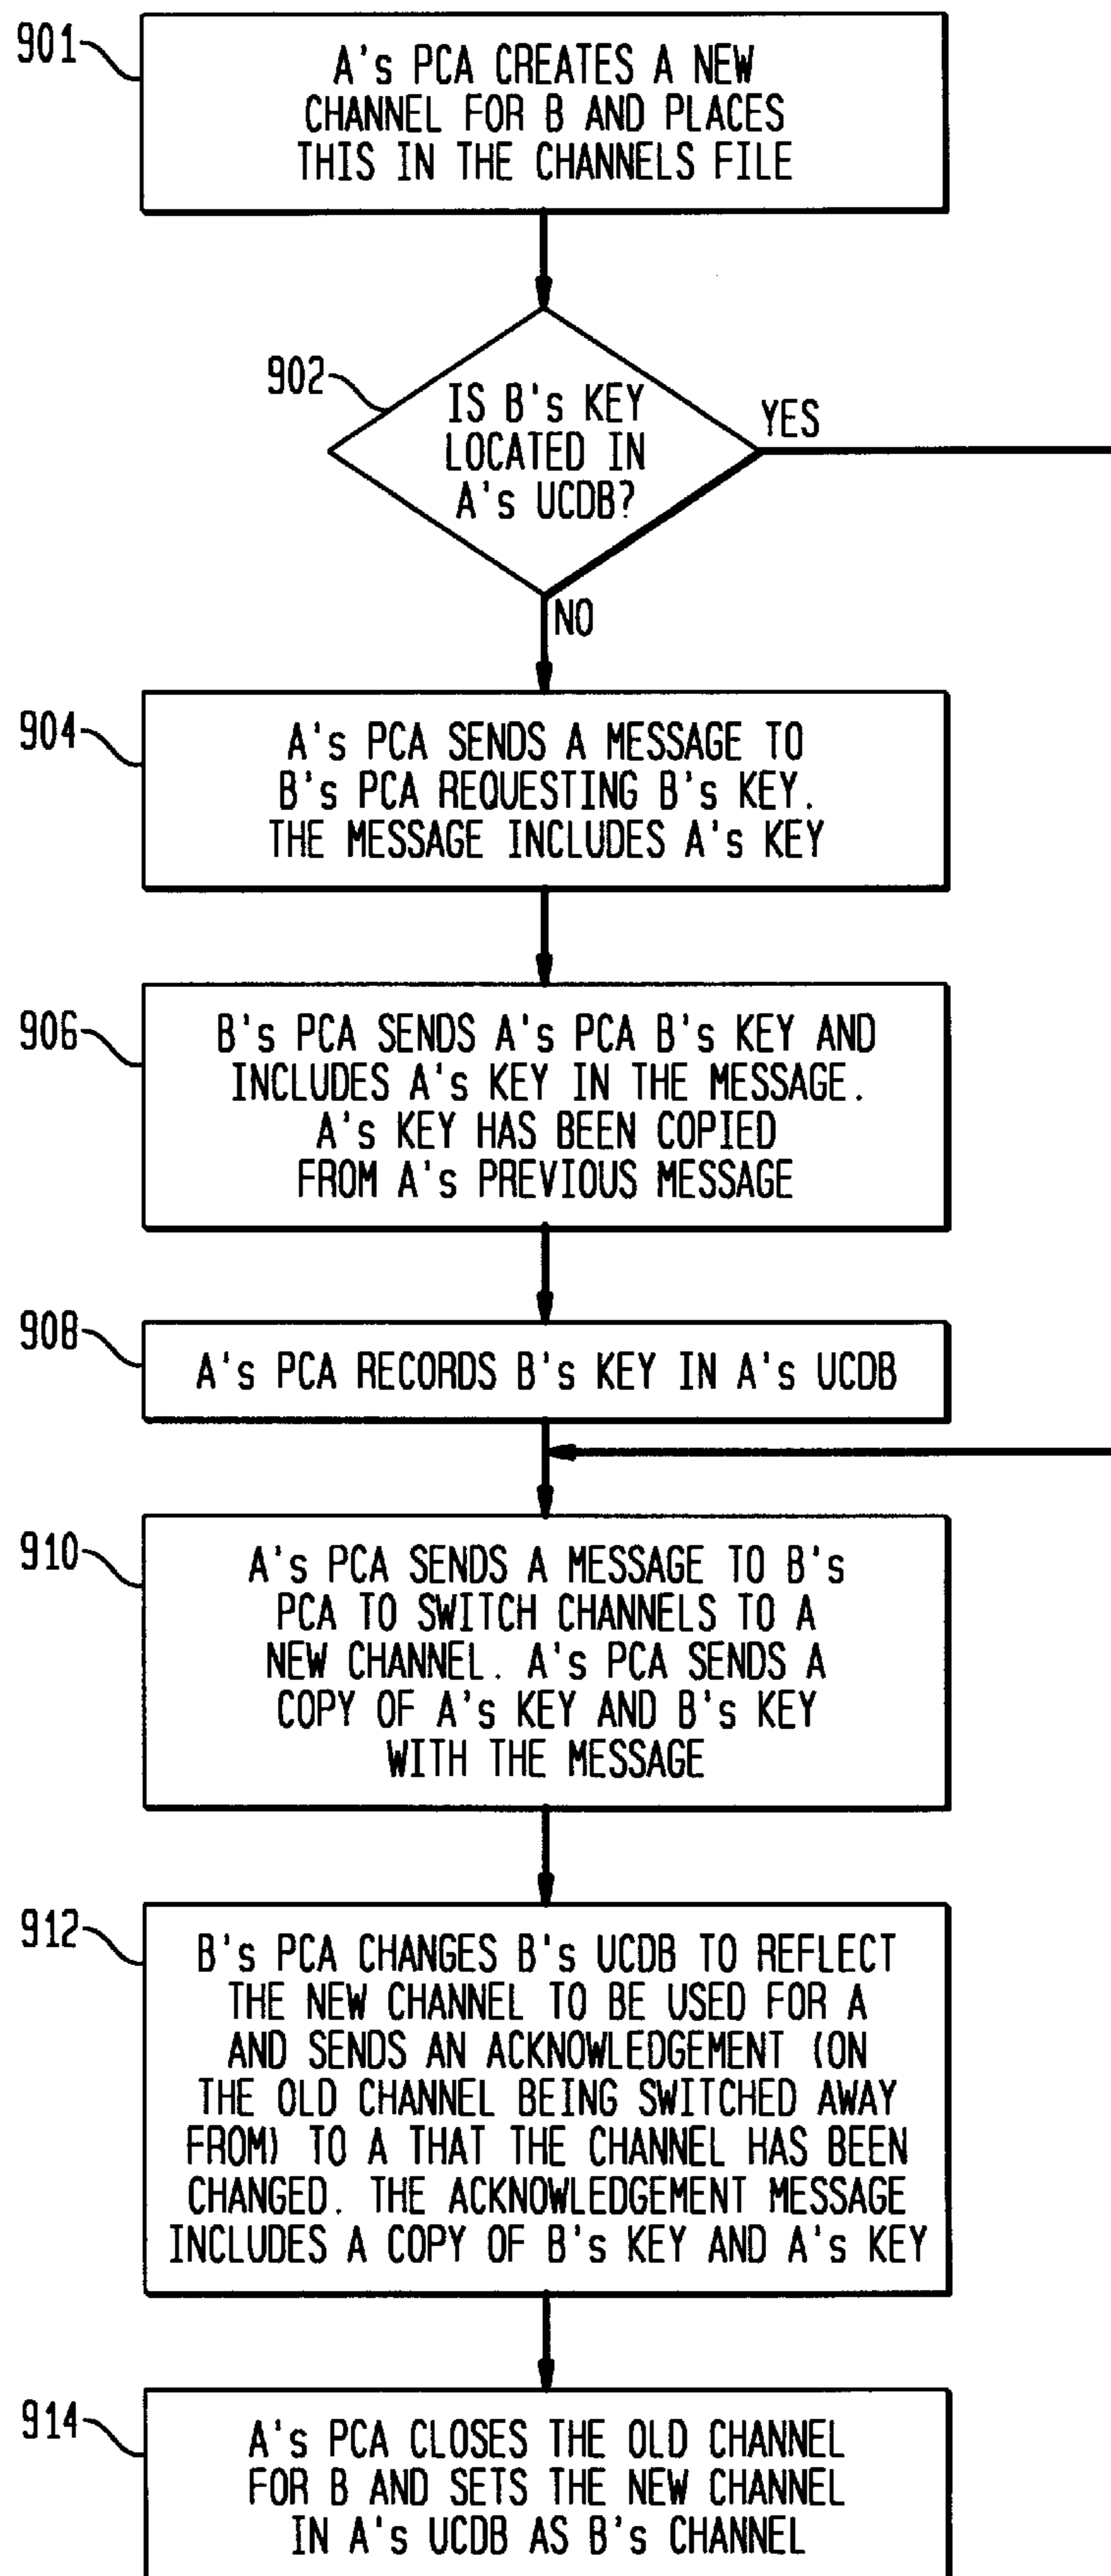 901
A's PCA CREATES A NEW
CHANNEL FOR B AND PLACES
THIS IN THE CHANNELS FILE
902
IS B's KEY
LOCATED IN
A's UCDB?
YES
NO
904
A's PCA SENDS A MESSAGE TO
B's PCA REQUESTING B's KEY.
THE MESSAGE INCLUDES A's KEY
906
B's PCA SENDS A's PCA B's KEY AND
INCLUDES A's KEY IN THE MESSAGE.
A's KEY HAS BEEN COPIED
FROM A's PREVIOUS MESSAGE
908
A's PCA RECORDS B's KEY IN A's UCDB
910
A's PCA SENDS A MESSAGE TO B's
PCA TO SWITCH CHANNELS TO A
NEW CHANNEL. A's PCA SENDS A
COPY OF A's KEY AND B's KEY
WITH THE MESSAGE
912
B's PCA CHANGES B's UCDB TO REFLECT
THE NEW CHANNEL TO BE USED FOR A
AND SENDS AN ACKNOWLEDGEMENT (ON
THE OLD CHANNEL BEING SWITCHED AWAY
FROM) TO A THAT THE CHANNEL HAS BEEN
CHANGED. THE ACKNOWLEDGEMENT MESSAGE
INCLUDES A COPY OF B's KEY AND A's KEY
914
A's PCA CLOSES THE OLD CHANNEL
FOR B AND SETS THE NEW CHANNEL
IN A's UCDB AS B's CHANNEL